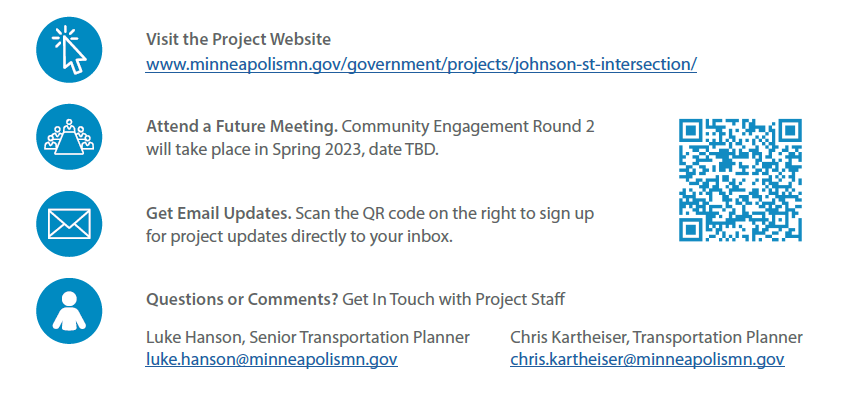 Visit the Project Website
www.minneapolismn.gov/government/projects/johnson-st-intersection/
Attend a Future Meeting. Community Engagement Round 2
will take place in Spring 2023, date TBD.
Get Email Updates. Scan the QR code on the right to sign up
for project updates directly to your inbox.
Questions or Comments? Get In Touch with Project Staff
Luke Hanson, Senior Transportation Planner
luke.hanson@minneapolismn.gov
Chris Kartheiser, Transportation Planner
chris.kartheiser@minneapolismn.gov